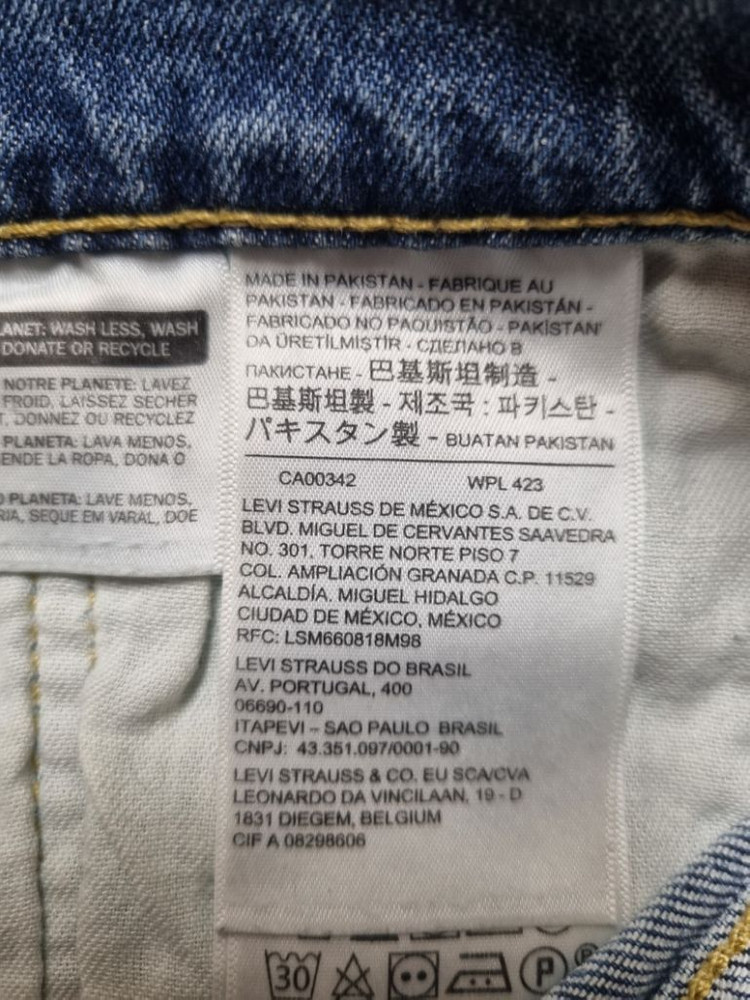 ANET: WASH LESS, WASH
DONATE OR RECYCLE
NOTRE PLANETE: LAVEZ
FROID, LAISSEZ SECHER
T, DONNEZ OU RECYCLEZ
PLANETA: LAVA MENOS,
ENDE LA ROPA, DONA O
PLANETA: LAVE MENOS,
RIA, SEQUE EM VARAL, DOE
MADE IN PAKISTAN - FABRIQUE AU
PAKISTAN - FABRICADO EN PAKISTÁN -
FABRICADO NO PAQUISTÃO - PAKİSTAN'
DA ÜRETİLMİŞTİR - СДЕЛАНО В
ПАКИСТАНЕ - 巴基斯坦制造 -
巴基斯坦製 - 제조국 : 파키스탄 -
パキスタン製 - BUATAN PAKISTAN
CA00342 WPL 423
LEVI STRAUSS DE MÉXICO S.A. DE C.V.
BLVD. MIGUEL DE CERVANTES SAAVEDRA
NO. 301, TORRE NORTE PISO 7
COL. AMPLIACIÓN GRANADA C.P. 11529
ALCALDÍA. MIGUEL HIDALGO
CIUDAD DE MÉXICO, MÉXICO
RFC: LSM660818M98
LEVI STRAUSS DO BRASIL
AV. PORTUGAL, 400
06690-110
ITAPEVI – SAO PAULO BRASIL
CNPJ: 43.351.097/0001-90
LEVI STRAUSS & CO. EU SCA/CVA
LEONARDO DA VINCILAAN, 19 - D
1831 DIEGEM, BELGIUM
CIF A 08298606
30 P